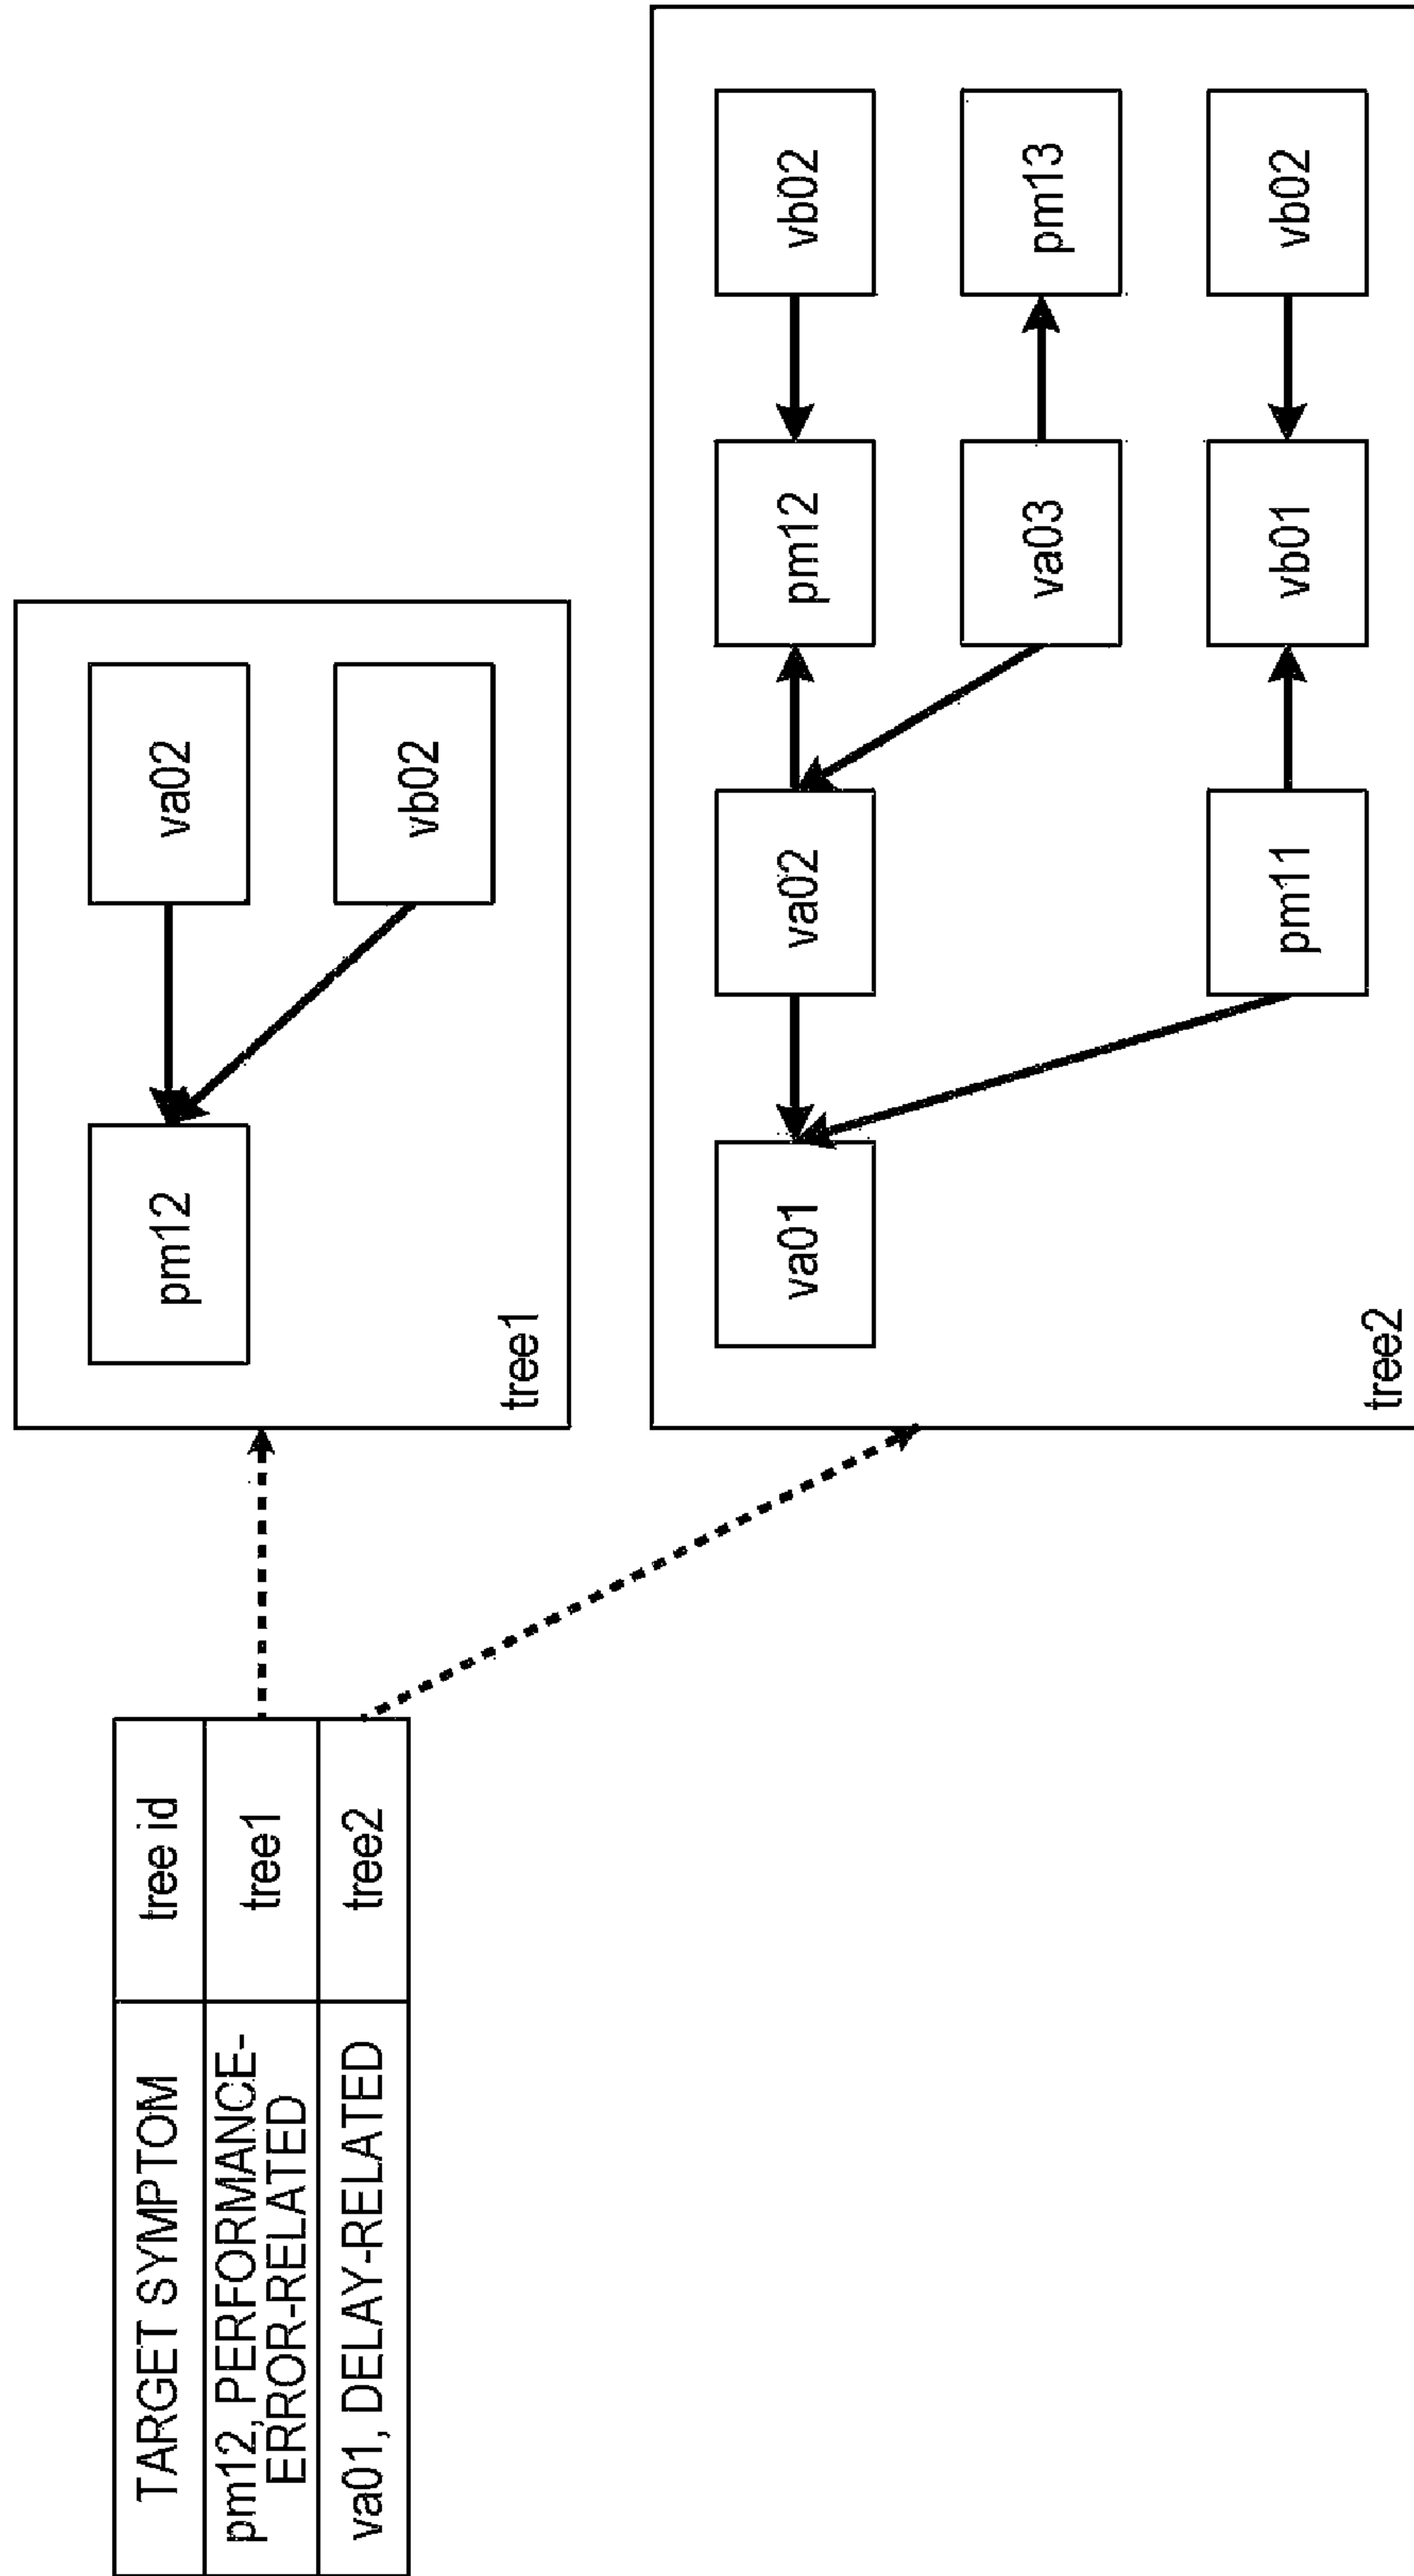 TARGET SYMPTOM
tree id
pm12, PERFORMANCE-
ERROR-RELATED
tree1
va01, DELAY-RELATED
tree2
pm12
va02
vb02
tree1
va01
va02
pm12
vb02
va03
pm13
pm11
vb01
vb02
tree2